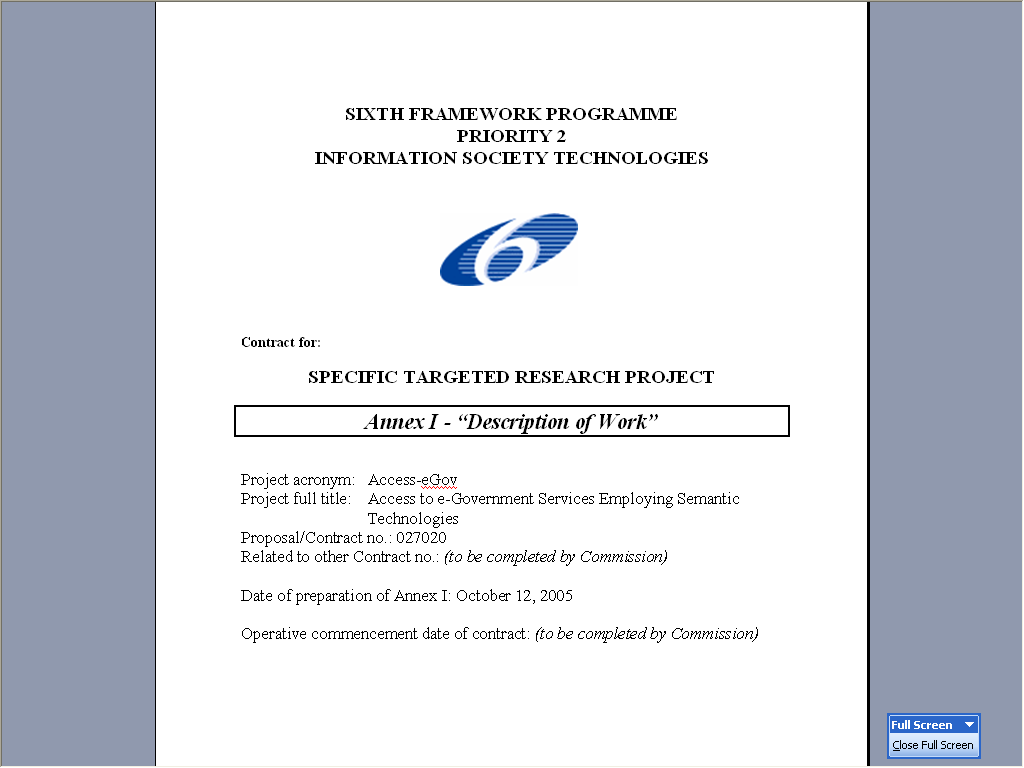 SIXTH FRAMEWORK PROGRAMME
PRIORITY 2
INFORMATION SOCIETY TECHNOLOGIES
6
Contract for:
SPECIFIC TARGETED RESEARCH PROJECT
Annex I - “Description of Work”
Project acronym: Access-eGov
Project full title: Access to e-Government Services Employing Semantic
Technologies
Proposal/Contract no.: 027020
Related to other Contract no.: (to be completed by Commission)
Date of preparation of Annex I: October 12, 2005
Operative commencement date of contract: (to be completed by Commission)
Full Screen
Close Full Screen